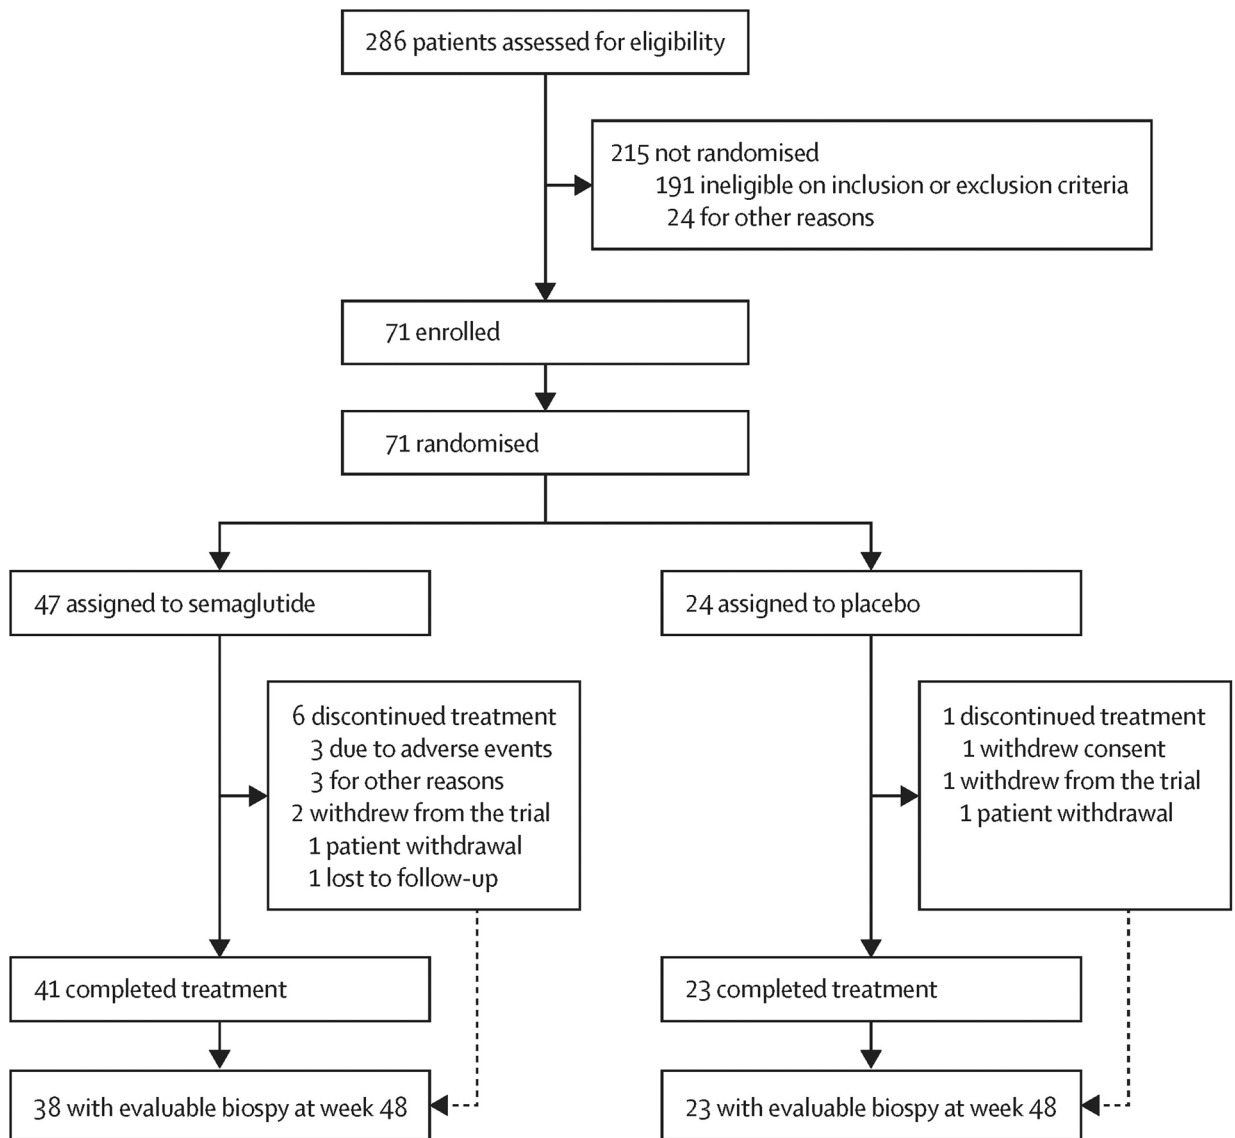 286 patients assessed for eligibility
215 not randomised
191 ineligible on inclusion or exclusion criteria
24 for other reasons
71 enrolled
71 randomised
47 assigned to semaglutide
24 assigned to placebo
6 discontinued treatment
3 due to adverse events
3 for other reasons
2 withdrew from the trial
1 patient withdrawal
1 lost to follow-up
1 discontinued treatment
1 withdrew consent
1 withdrew from the trial
1 patient withdrawal
41 completed treatment
23 completed treatment
38 with evaluable biospy at week 48
23 with evaluable biospy at week 48